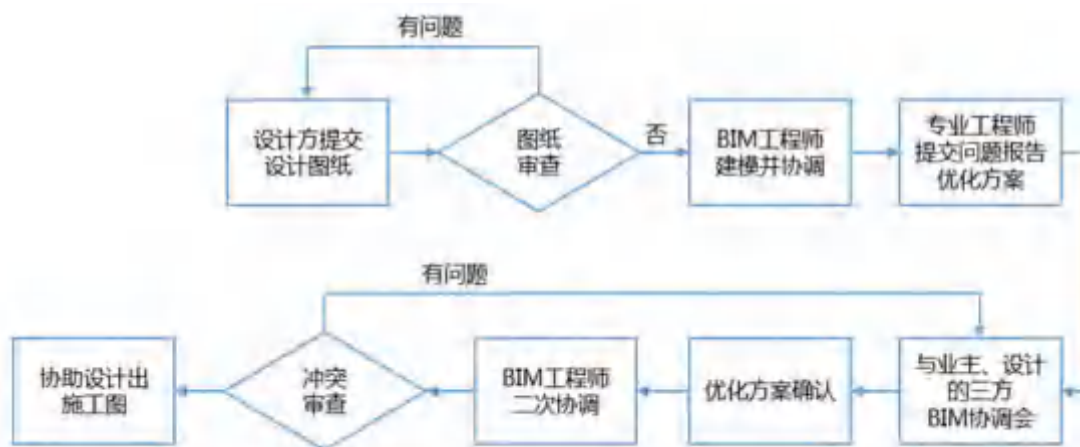 有问题
设计方提交
设计图纸
图纸
审查
否
BIM工程师
建模并协调
专业工程师
提交问题报告
优化方案
有问题
协助设计出
施工图
冲突
审查
BIM工程师
二次协调
优化方案确认
与业主、设计
的三方
BIM协调会